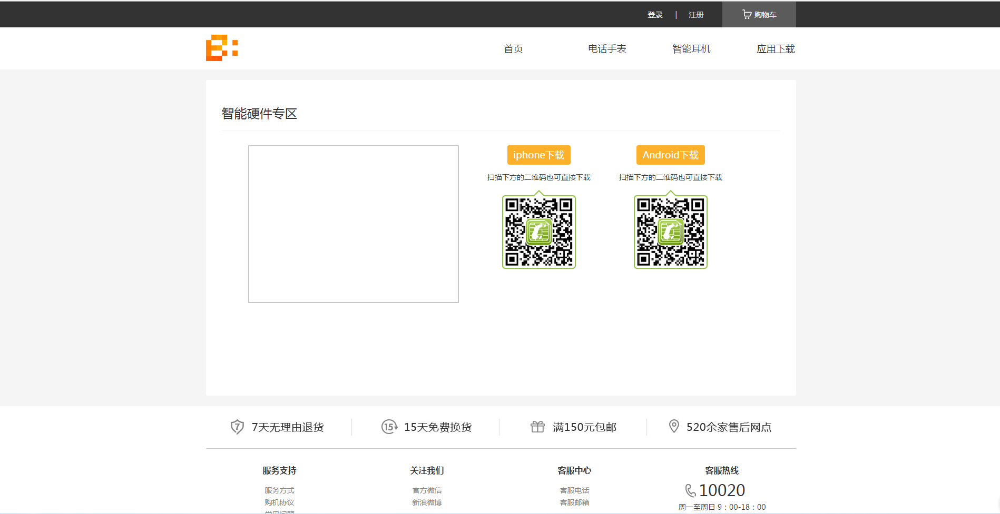 登录 | 注册 购物车
首页 电话手表 智能耳机 应用下载
智能硬件专区
iphone下载 Android下载
扫描下方的二维码也可直接下载 扫描下方的二维码也可直接下载
7 7天无理由退货 15 15天免费换货 满150元包邮 520余家售后网点
服务支持 关注我们 客服中心 客服热线
服务方式 官方微信 客服电话 10020
购机协议 新浪微博 客服邮箱
周一至周日 9：00-18：00
常见问题